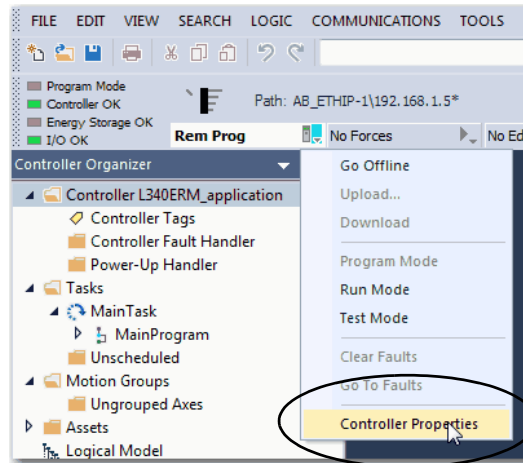 FILE EDIT VIEW SEARCH LOGIC COMMUNICATIONS TOOLS
Program Mode
Controller OK
Energy Storage OK
I/O OK
Path: AB_ETHIP-1\192.168.1.5*
Rem Prog
No Forces
No Ed
Controller Organizer
Controller L340ERM_application
Controller Tags
Controller Fault Handler
Power-Up Handler
Tasks
MainTask
MainProgram
Unscheduled
Motion Groups
Ungrouped Axes
Assets
Logical Model
Go Offline
Upload...
Download
Program Mode
Run Mode
Test Mode
Clear Faults
Go To Faults
Controller Properties